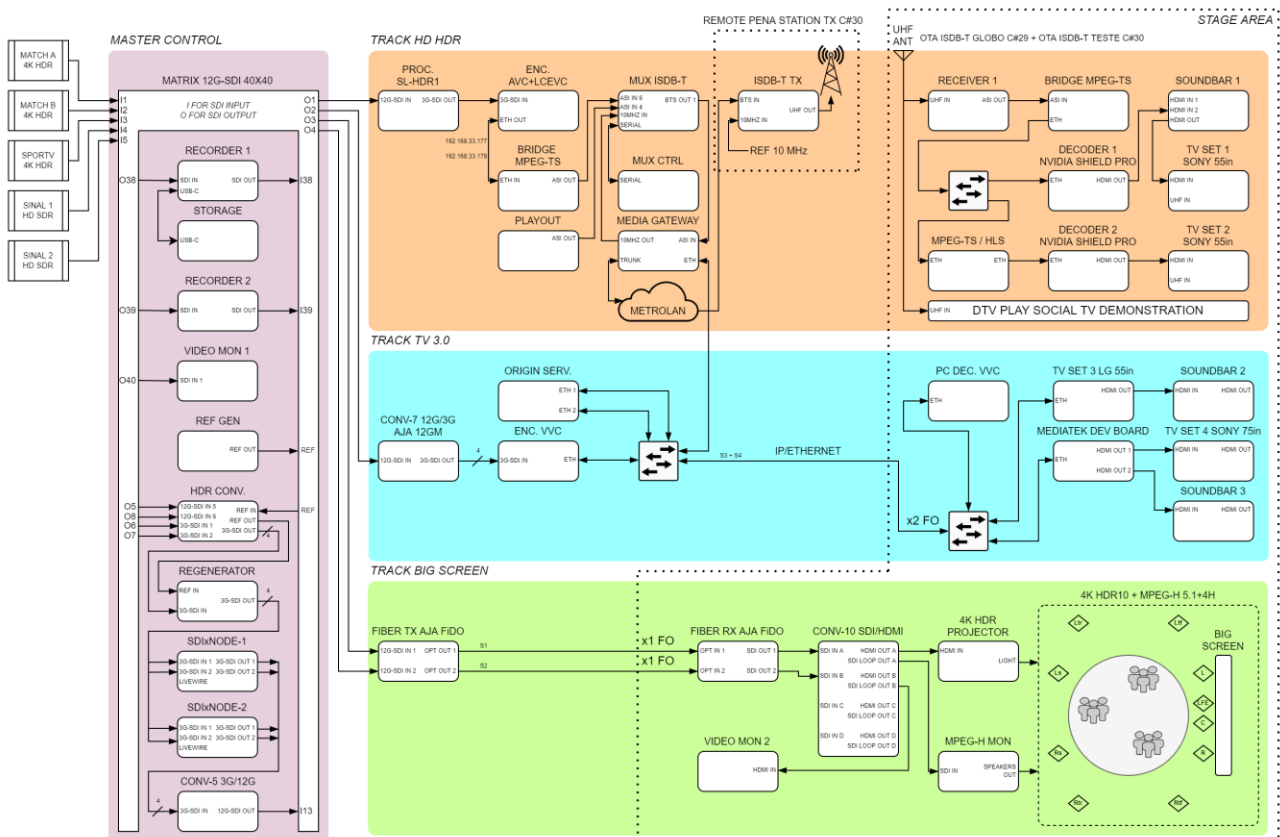 REMOTE PENA STATION TX C#30
STAGE AREA
MASTER CONTROL
TRACK HD HDR
UHF
ANT
OTA ISDB-T GLOBO C#29 + OTA ISDB-T TESTE C#30
MATCH A
4K HDR
MATCH B
4K HDR
SPORTV
4K HDR
SINAL 1
HD SDR
SINAL 2
HD SDR
MATRIX 12G-SDI 40X40
I FOR SDI INPUT
O FOR SDI OUTPUT
I1
I2
I3
I4
I5
O1
O2
O3
O4
RECORDER 1
O38
SDI IN
SDI OUT
USB-C
I38
STORAGE
USB-C
RECORDER 2
O39
SDI IN
SDI OUT
I39
VIDEO MON 1
O40
SDI IN 1
REF GEN
REF OUT
REF
HDR CONV.
O5
O8
O6
O7
12G-SDI IN 5
12G-SDI IN 6
3G-SDI IN 1
3G-SDI IN 2
REF IN
REF OUT
3G-SDI OUT
REF
4
REGENERATOR
REF IN
3G-SDI IN
3G-SDI OUT
4
SDIxNODE-1
3G-SDI IN 1
3G-SDI OUT 1
3G-SDI IN 2
3G-SDI OUT 2
LIVEWIRE
SDIxNODE-2
3G-SDI IN 1
3G-SDI OUT 1
3G-SDI IN 2
3G-SDI OUT 2
LIVEWIRE
CONV-5 3G/12G
4
3G-SDI IN
12G-SDI OUT
I13
PROC.
SL-HDR1
12G-SDI IN
3G-SDI OUT
ENC.
AVC+LCEVC
3G-SDI IN
ETH OUT
192.168.33.177
192.168.33.178
BRIDGE
MPEG-TS
ETH IN
ASI OUT
PLAYOUT
ASI OUT
MUX ISDB-T
ASI IN 6
ASI IN 4
10MHZ IN
SERIAL
BTS OUT 1
MUX CTRL
SERIAL
MEDIA GATEWAY
10MHZ OUT
ASI IN
TRUNK
ETH
METROLAN
ISDB-T TX
BTS IN
UHF OUT
10MHZ IN
REF 10 MHz
RECEIVER 1
UHF IN
ASI OUT
BRIDGE MPEG-TS
ASI IN
ETH
SOUNDBAR 1
HDMI IN 1
HDMI IN 2
HDMI OUT
DECODER 1
NVIDIA SHIELD PRO
ETH
HDMI OUT
TV SET 1
SONY 55in
HDMI IN
UHF IN
MPEG-TS / HLS
ETH
ETH
DECODER 2
NVIDIA SHIELD PRO
ETH
HDMI OUT
TV SET 2
SONY 55in
HDMI IN
UHF IN
UHF IN
DTV PLAY SOCIAL TV DEMONSTRATION
TRACK TV 3.0
ORIGIN SERV.
ETH 1
ETH 2
CONV-7 12G/3G
AJA 12GM
12G-SDI IN
3G-SDI OUT
4
ENC. VVC
3G-SDI IN
ETH
IP/ETHERNET
S3 + S4
x2 FO
PC DEC. VVC
ETH
TV SET 3 LG 55in
HDMI OUT
ETH
SOUNDBAR 2
HDMI IN
HDMI OUT
MEDIATEK DEV BOARD
HDMI OUT 1
ETH
HDMI OUT 2
TV SET 4 SONY 75in
HDMI IN
HDMI OUT
SOUNDBAR 3
HDMI IN
HDMI OUT
TRACK BIG SCREEN
FIBER TX AJA FiDO
12G-SDI IN 1
OPT OUT 1
12G-SDI IN 2
OPT OUT 2
S1
S2
x1 FO
x1 FO
FIBER RX AJA FiDO
OPT IN 1
SDI OUT 1
OPT IN 2
SDI OUT 2
CONV-10 SDI/HDMI
SDI IN A
HDMI OUT A
SDI LOOP OUT A
SDI IN B
HDMI OUT B
SDI LOOP OUT B
SDI IN C
HDMI OUT C
SDI LOOP OUT C
SDI IN D
HDMI OUT D
SDI LOOP OUT D
VIDEO MON 2
HDMI IN
4K HDR
PROJECTOR
HDMI IN
LIGHT
MPEG-H MON
SDI IN
SPEAKERS
OUT
4K HDR10 + MPEG-H 5.1+4H
Ltr
Ltf
BIG
SCREEN
Ls
L
LFE
C
Rs
R
Rtr
Rtf